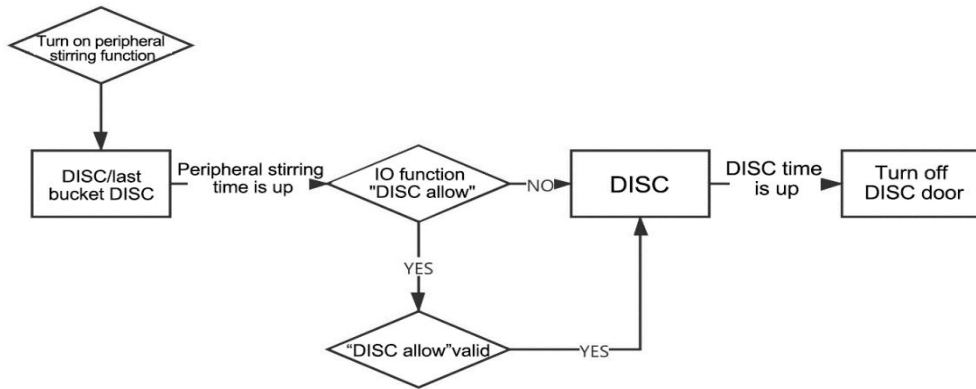 Turn on peripheral
stirring function
DISC/last
bucket DISC
Peripheral stirring
time is up
IO function
"DISC allow"
NO
DISC
DISC time
is up
Turn off
DISC door
YES
“DISC allow”valid
YES